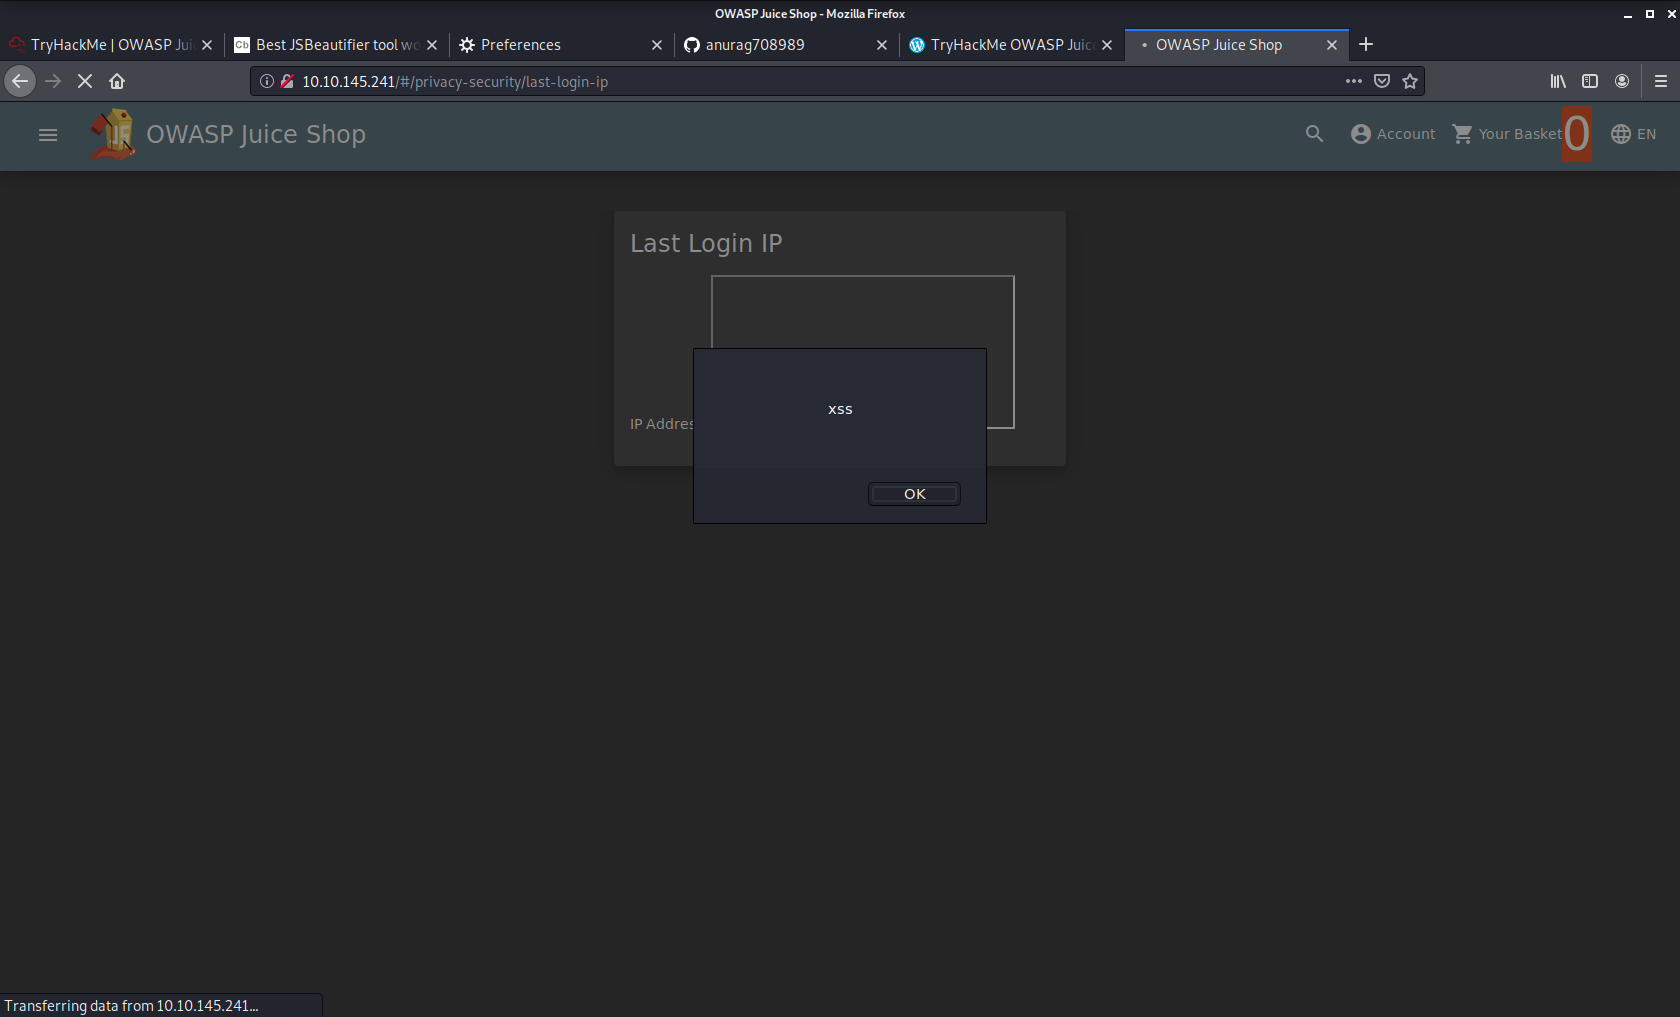 OWASP Juice Shop - Mozilla Firefox
TryHackMe | OWASP Jui
Best JSBeautifier tool wo
Preferences
anurag708989
TryHackMe OWASP Juic
OWASP Juice Shop
10.10.145.241/#/privacy-security/last-login-ip
OWASP Juice Shop
Account
Your Basket 0
EN
Last Login IP
xss
IP Addres
OK
Transferring data from 10.10.145.241...